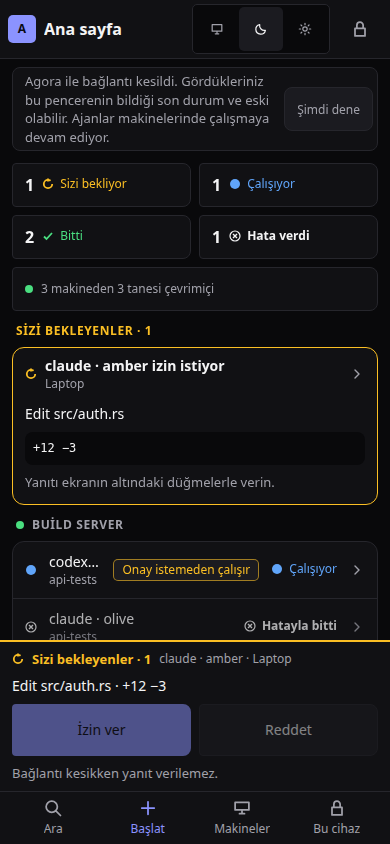 A Ana sayfa
Agora ile bağlantı kesildi. Gördükleriniz
bu pencerenin bildiği son durum ve eski
olabilir. Ajanlar makinelerinde çalışmaya
devam ediyor.
Şimdi dene
1 Sizi bekliyor
1 Çalışıyor
2 Bitti
1 Hata verdi
3 makineden 3 tanesi çevrimiçi
SİZİ BEKLEYENLER · 1
claude · amber izin istiyor
Laptop
Edit src/auth.rs
+12 −3
Yanıtı ekranın altındaki düğmelerle verin.
BUİLD SERVER
codex... Onay istemeden çalışır Çalışıyor
api-tests
claude · olive Hatayla bitti
api-tests
Sizi bekleyenler · 1 claude · amber · Laptop
Edit src/auth.rs · +12 −3
İzin ver
Reddet
Bağlantı kesikken yanıt verilemez.
Ara
Başlat
Makineler
Bu cihaz